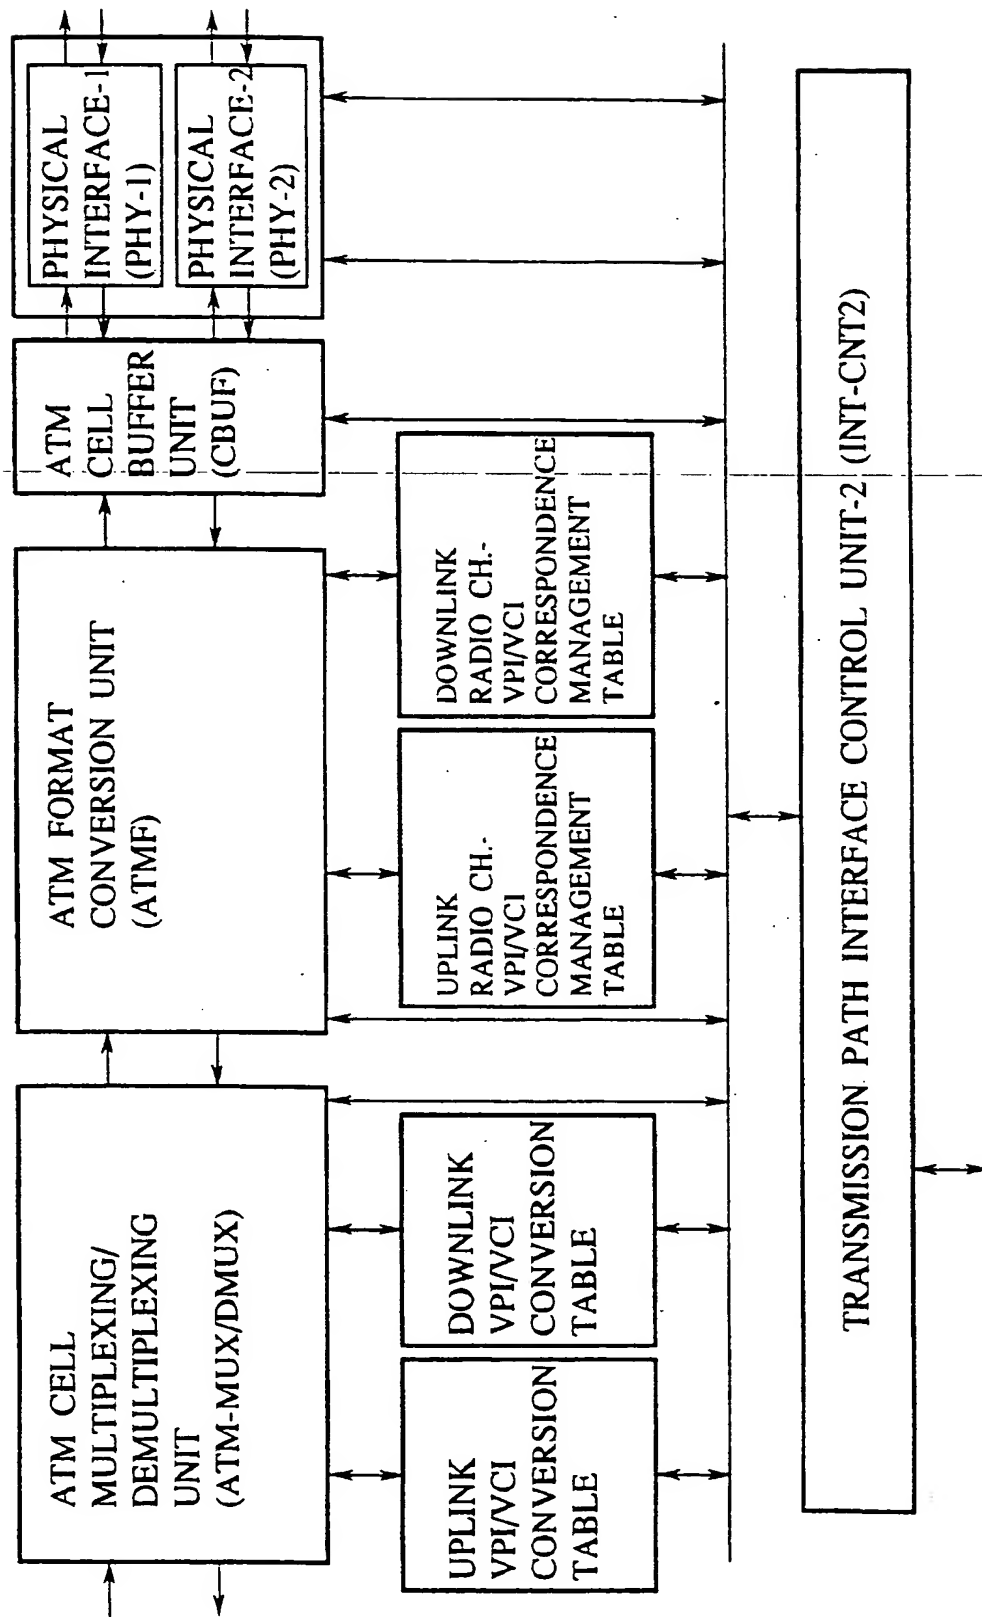 ATM CELL
MULTIPLEXING/
DEMULTIPLEXING
UNIT
(ATM-MUX/DMUX)
ATM FORMAT
CONVERSION UNIT
(ATMF)
ATM
CELL
BUFFER
UNIT
(CBUF)
PHYSICAL
INTERFACE-1
(PHY-1)
PHYSICAL
INTERFACE-2
(PHY-2)
UPLINK
VPI/VCI
CONVERSION
TABLE
DOWNLINK
VPI/VCI
CONVERSION
TABLE
UPLINK
RADIO CH.-
VPI/VCI
CORRESPONDENCE
MANAGEMENT
TABLE
DOWNLINK
RADIO CH.-
VPI/VCI
CORRESPONDENCE
MANAGEMENT
TABLE
TRANSMISSION PATH INTERFACE CONTROL UNIT-2 (INT-CNT2)